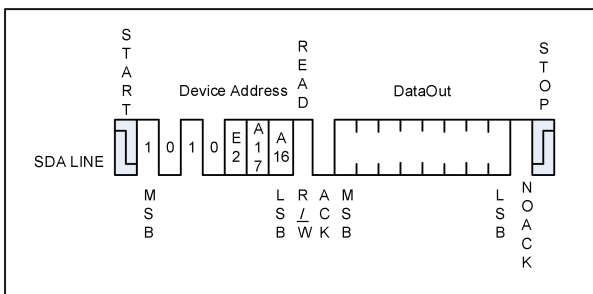 START
READ
STOP
Device Address
DataOut
SDA LINE
1 0 1 0 E2 A17 A16
MSB
LSB
R/W
ACK
MSB
LSB
NOACK